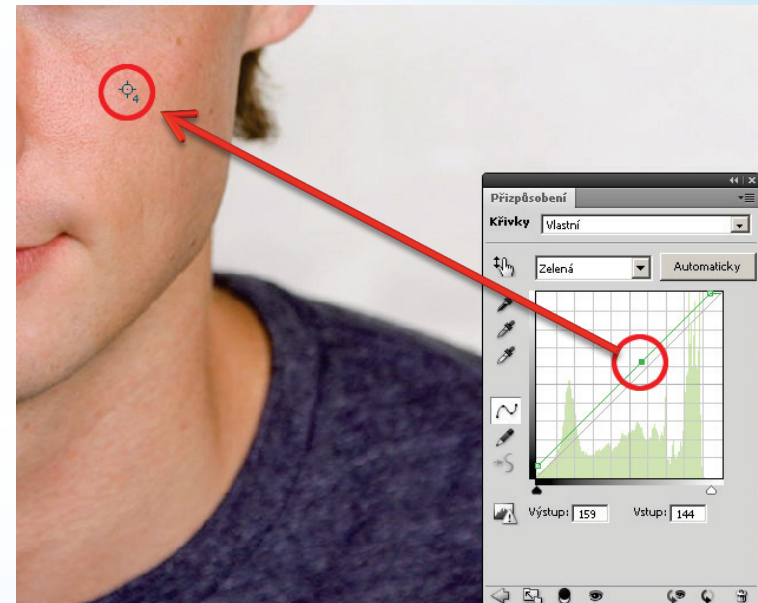 4
Přizpůsobení
Křivky Vlastní
Zelená Automaticky
Výstup: 159 Vstup: 144